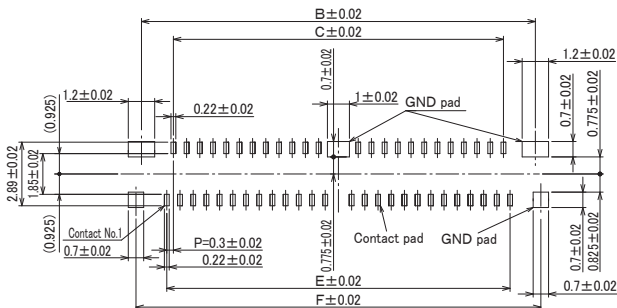 B±0.02
C±0.02
1.2±0.02
0.7±0.02
1.2±0.02
0.22±0.02
1±0.02
GND pad
0.7±0.02
0.775±0.02
(0.925)
2.89±0.02
1.85±0.02
(0.925)
Contact No.1
0.7±0.02
P=0.3±0.02
0.22±0.02
0.775±0.02
Contact pad
GND pad
0.7±0.02
0.825±0.02
0.7±0.02
E±0.02
F±0.02